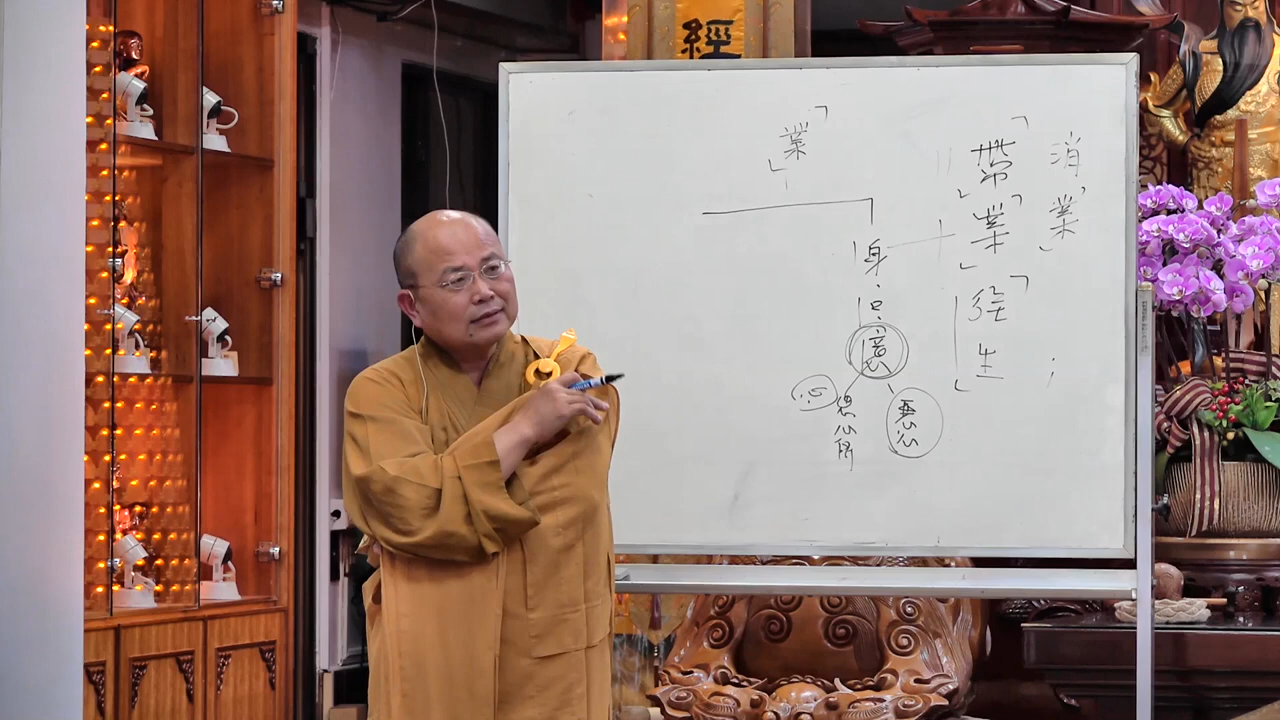 經
消「業」；
「帶」「業」「往生」
「業」
身．口．意
惡心
心